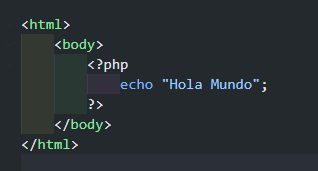 <html>
<body>
<?php
echo "Hola Mundo";
?>
</body>
</html>